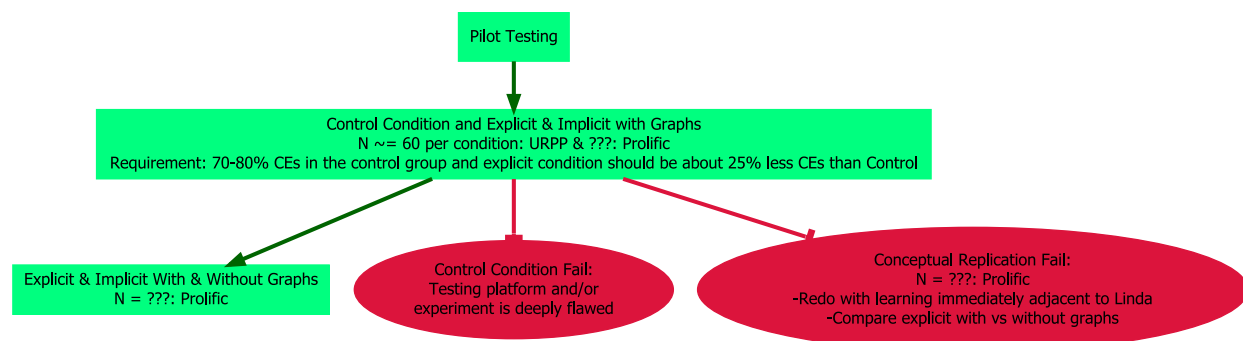 Pilot Testing
Control Condition and Explicit & Implicit with Graphs
N ~= 60 per condition: URPP & ???: Prolific
Requirement: 70-80% CEs in the control group and explicit condition should be about 25% less CEs than Control
Explicit & Implicit With & Without Graphs
N = ???: Prolific
Control Condition Fail:
Testing platform and/or
experiment is deeply flawed
Conceptual Replication Fail:
N = ???: Prolific
-Redo with learning immediately adjacent to Linda
-Compare explicit with vs without graphs